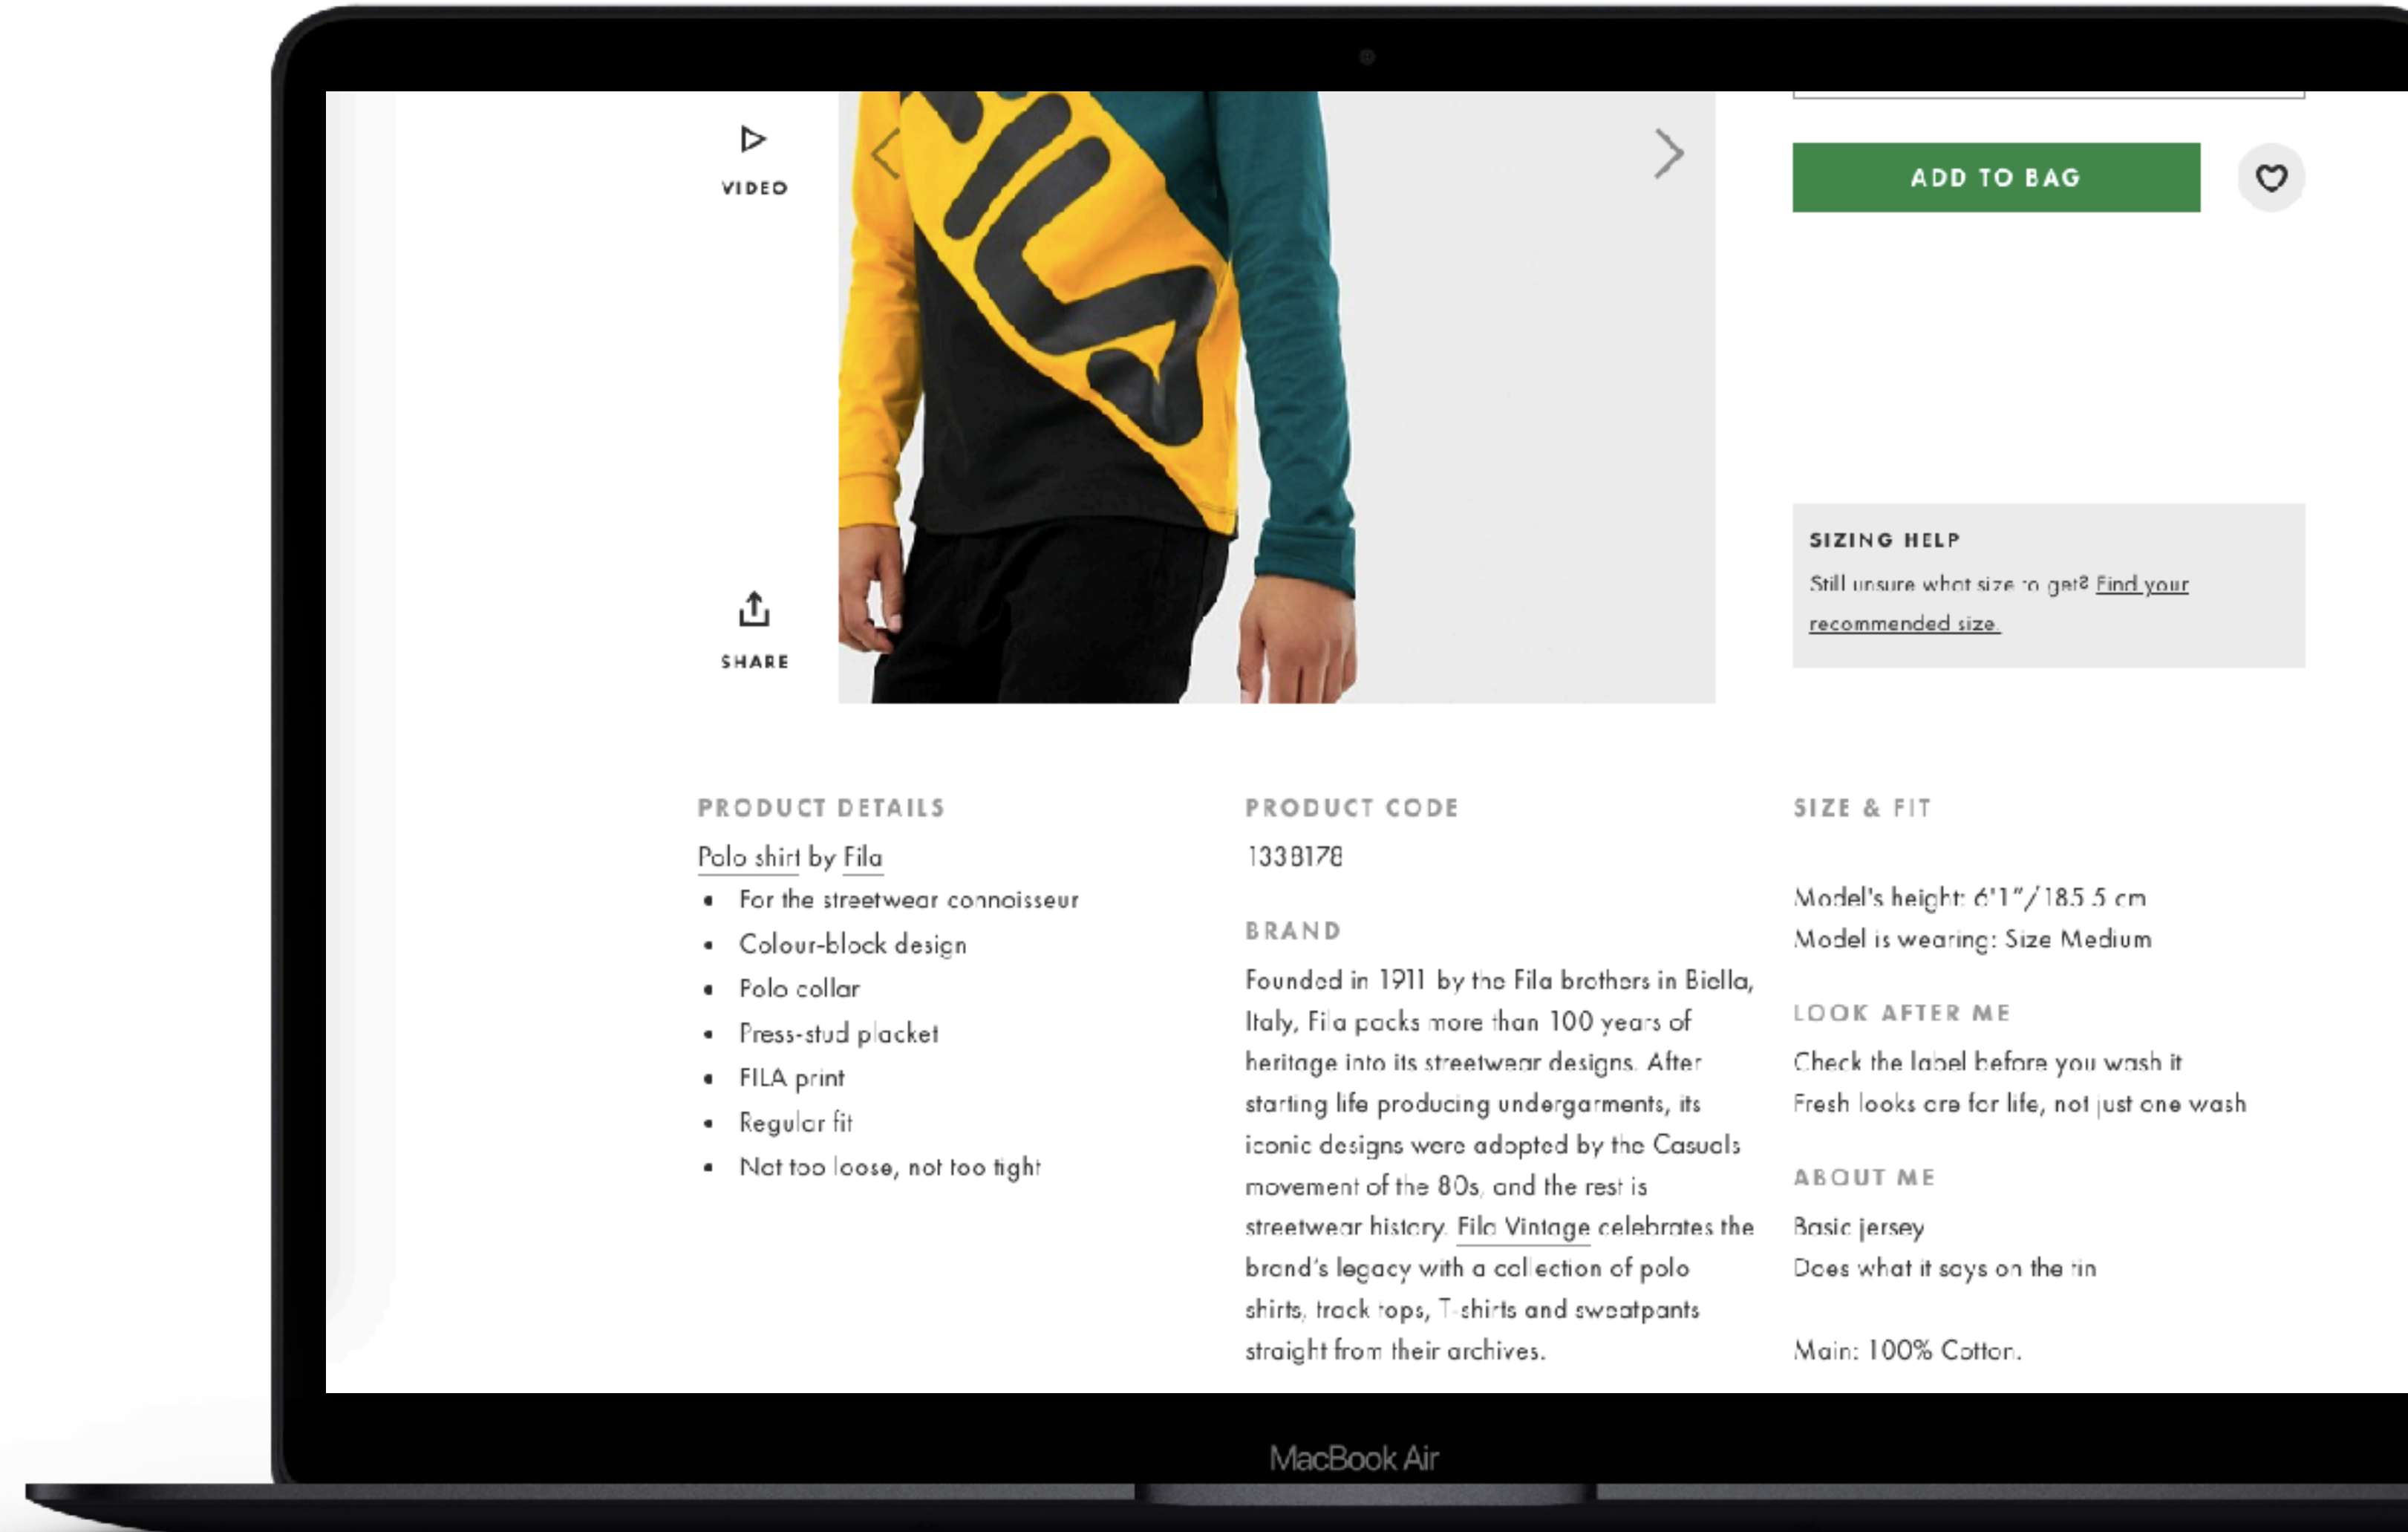 VIDEO
ADD TO BAG
SIZING HELP
Still unsure what size to get? Find your
recommended size.
SHARE
PRODUCT DETAILS
Polo shirt by Fila
• For the streetwear connoisseur
• Colour-block design
• Polo collar
• Press-stud placket
• FILA print
• Regular fit
• Not too loose, not too tight
PRODUCT CODE
1338178
BRAND
Founded in 1911 by the Fila brothers in Biella,
Italy, Fila packs more than 100 years of
heritage into its streetwear designs. After
starting life producing undergarments, its
iconic designs were adopted by the Casuals
movement of the 80s, and the rest is
streetwear history. Fila Vintage celebrates the
brand's legacy with a collection of polo
shirts, track tops, T-shirts and sweatpants
straight from their archives.
SIZE & FIT
Model's height: 6'1"/185.5 cm
Model is wearing: Size Medium
LOOK AFTER ME
Check the label before you wash it
Fresh looks are for life, not just one wash
ABOUT ME
Basic jersey
Does what it says on the tin
Main: 100% Cotton.
MacBook Air